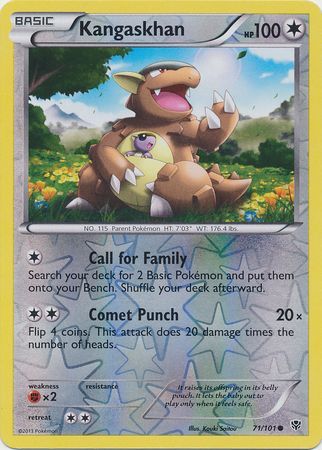 BASIC
Kangaskhan
HP100
NO. 115 Parent Pokémon HT: 7'03" WT: 176.4 lbs.
Call for Family
Search your deck for 2 Basic Pokémon and put them
onto your Bench. Shuffle your deck afterward.
Comet Punch 20×
Flip 4 coins. This attack does 20 damage times the
number of heads.
weakness resistance
×2
retreat
It raises its offspring in its belly
pouch. It lets the baby out to
play only when it feels safe.
Illus. Kouki Saitou
©2013 Pokémon
71/101